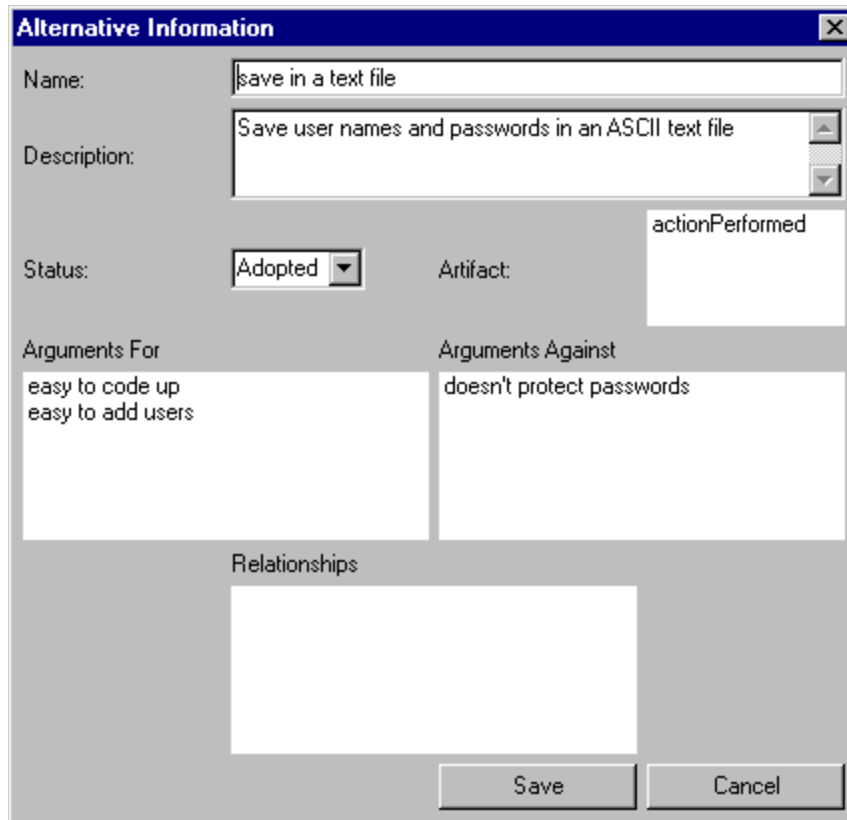 Alternative Information
Name:
save in a text file
Description:
Save user names and passwords in an ASCII text file
Status:
Adopted
Artifact:
actionPerformed
Arguments For
Arguments Against
easy to code up
easy to add users
doesn't protect passwords
Relationships
Save
Cancel